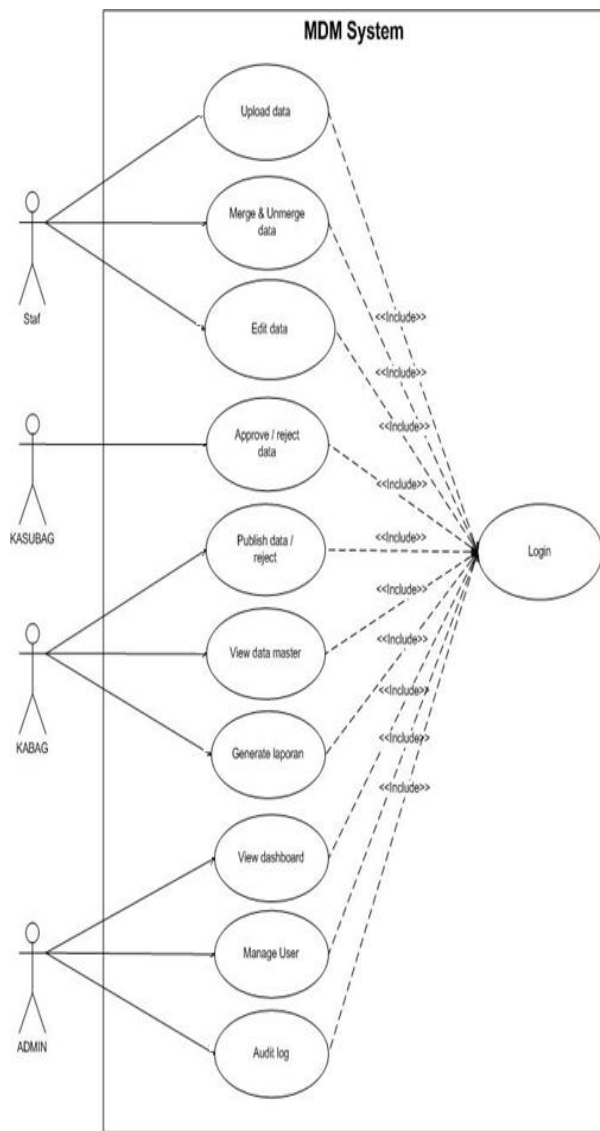 MDM System
Upload data
Merge & Unmerge
data
Staf
<<Include>>
Edit data
<<Include>>
<<Include>>
Approve / reject
data
<<Include>>
KASUBAG
Publish data /
reject
<<Include>>
Login
<<Include>>
View data master
<<Include>>
KABAG
<<Include>>
Generate laporan
<<Include>>
<<Include>>
View dashboard
Manage User
ADMIN
Audit log